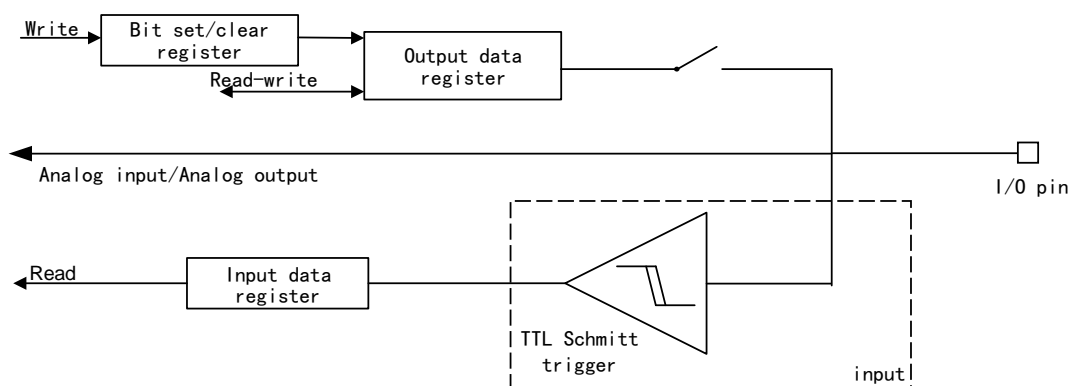 Write
Bit set/clear
register
Output data
register
Read-write
Analog input/Analog output
I/O pin
Read
Input data
register
TTL Schmitt
trigger
input